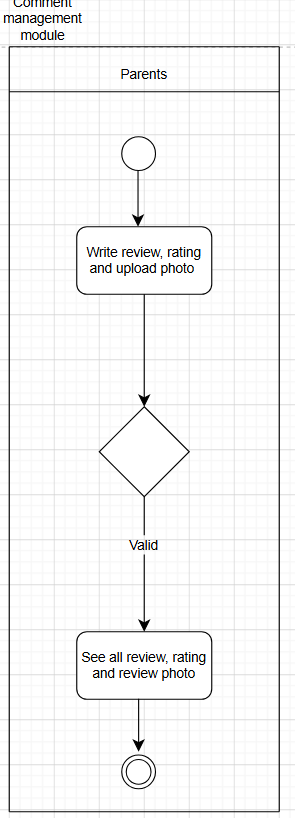 Comment
management
module
Parents
Write review, rating
and upload photo
Valid
See all review, rating
and review photo